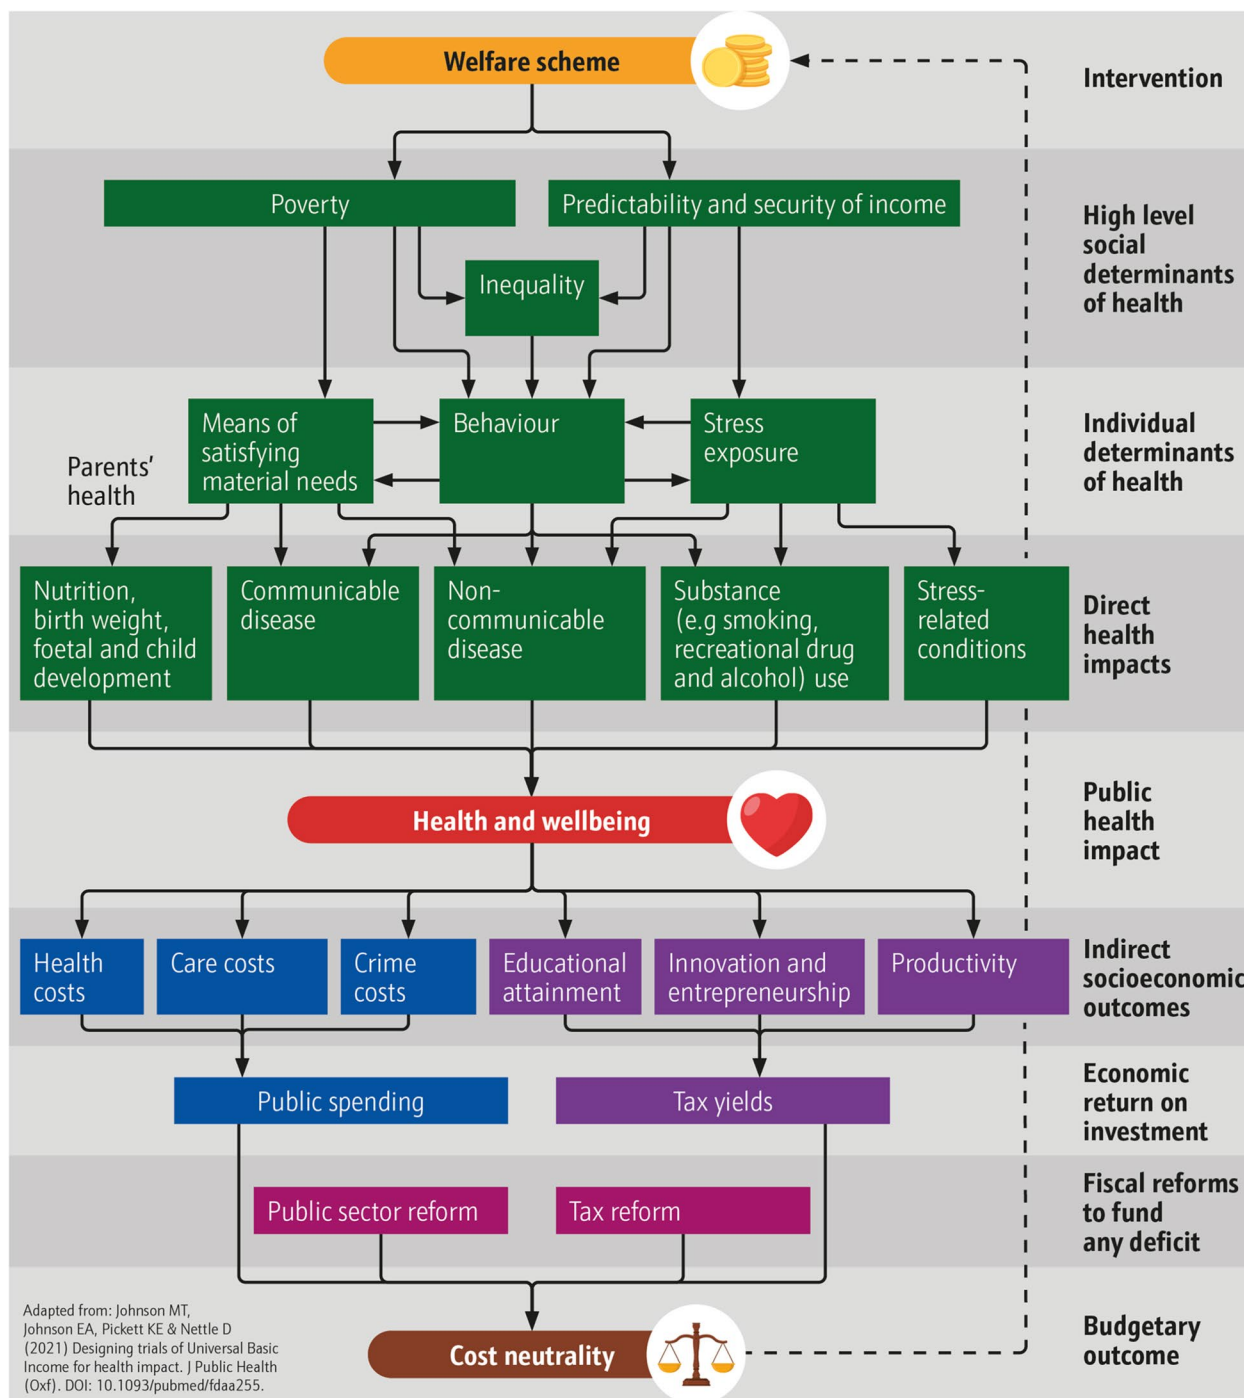 Welfare scheme
Intervention
Poverty
Predictability and security of income
High level
social
determinants
of health
Inequality
Means of
satisfying
material needs
Behaviour
Stress
exposure
Individual
determinants
of health
Parents’
health
Nutrition,
birth weight,
foetal and child
development
Communicable
disease
Non-
communicable
disease
Substance
(e.g smoking,
recreational drug
and alcohol) use
Stress-
related
conditions
Direct
health
impacts
Health and wellbeing
Public
health
impact
Health
costs
Care costs
Crime
costs
Educational
attainment
Innovation and
entrepreneurship
Productivity
Indirect
socioeconomic
outcomes
Public spending
Tax yields
Economic
return on
investment
Public sector reform
Tax reform
Fiscal reforms
to fund
any deficit
Adapted from: Johnson MT,
Johnson EA, Pickett KE & Nettle D
(2021) Designing trials of Universal Basic
Income for health impact. J Public Health
(Oxf). DOI: 10.1093/pubmed/fdaa255.
Cost neutrality
Budgetary
outcome